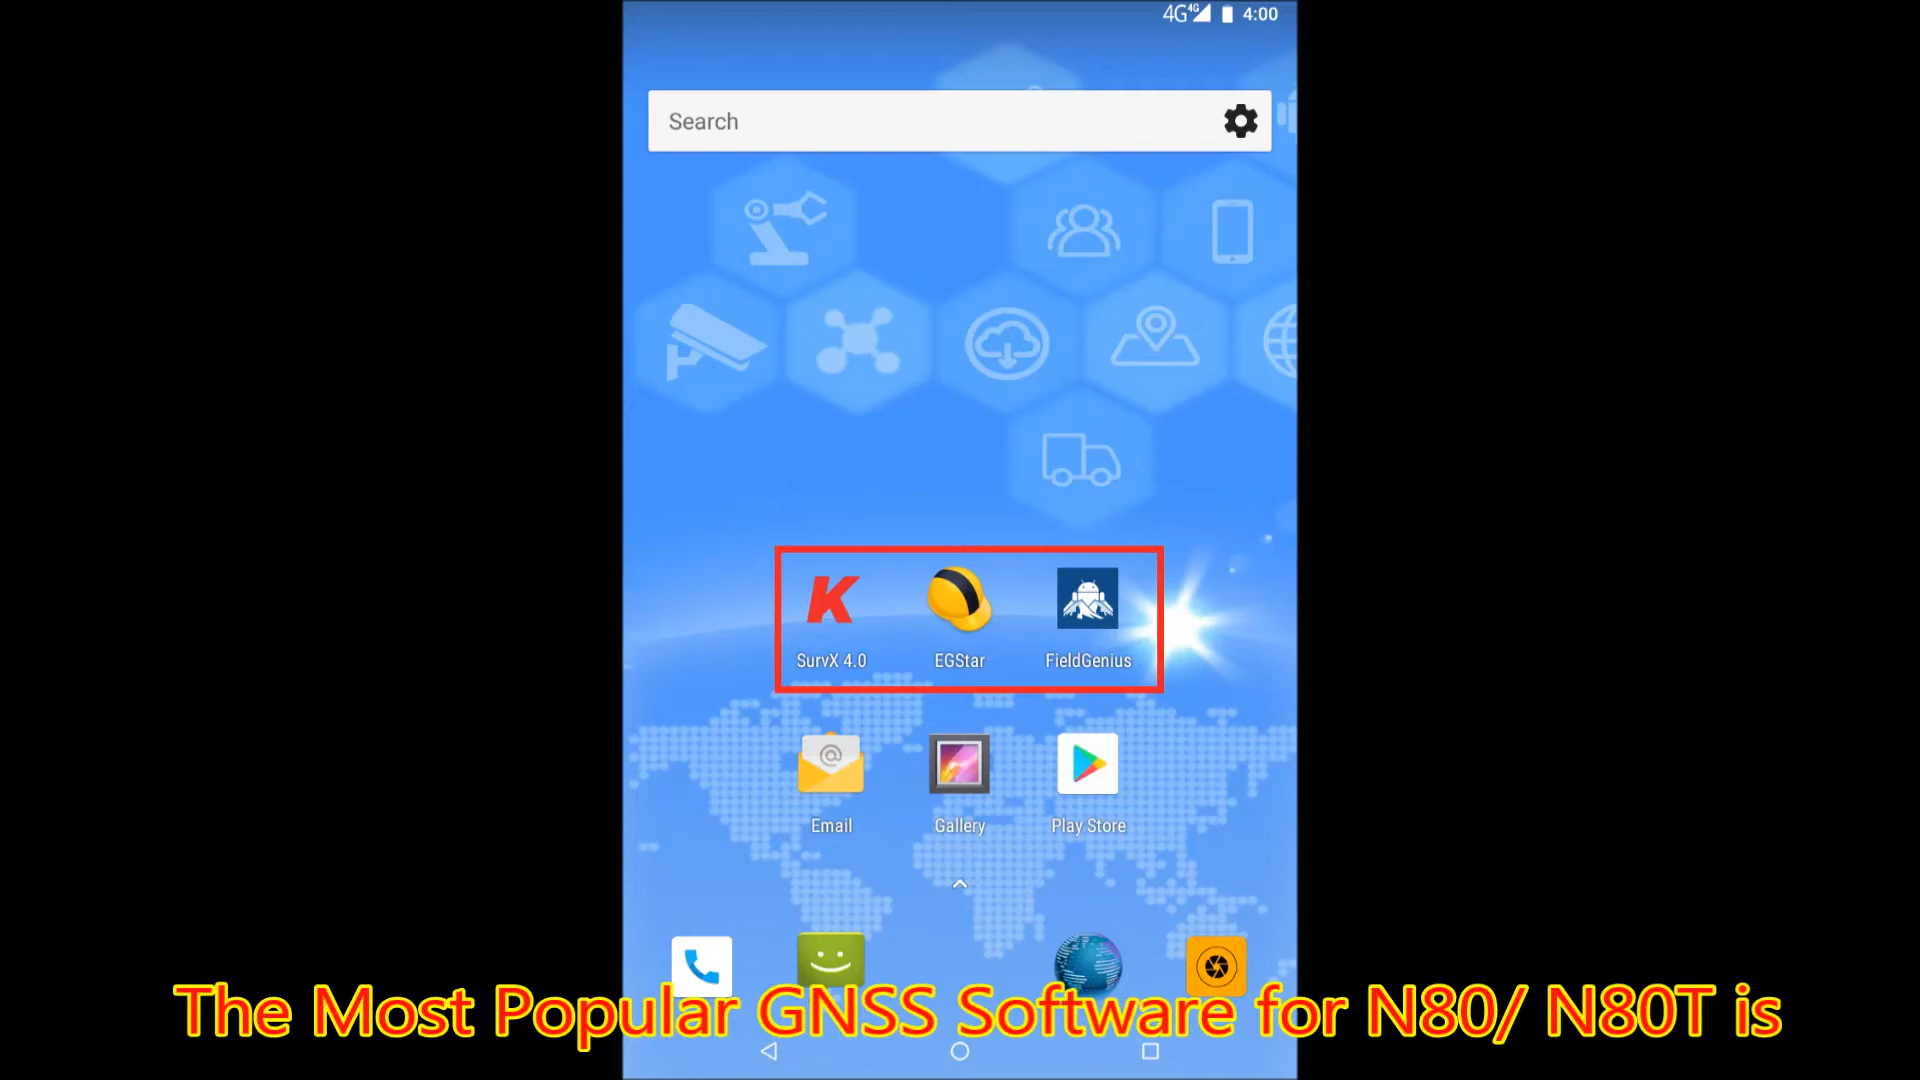 4G 4G 4:00
Search
K
SurvX 4.0 EGStar FieldGenius
@
Email Gallery Play Store
The Most Popular GNSS Software for N80/ N80T is